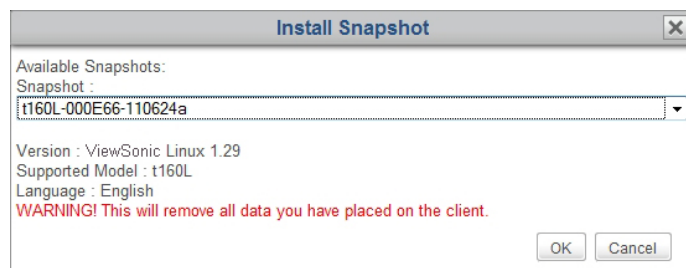 Install Snapshot
Available Snapshots:
Snapshot :
t160L-000E66-110624a
Version : ViewSonic Linux 1.29
Supported Model : t160L
Language : English
WARNING! This will remove all data you have placed on the client.
OK Cancel